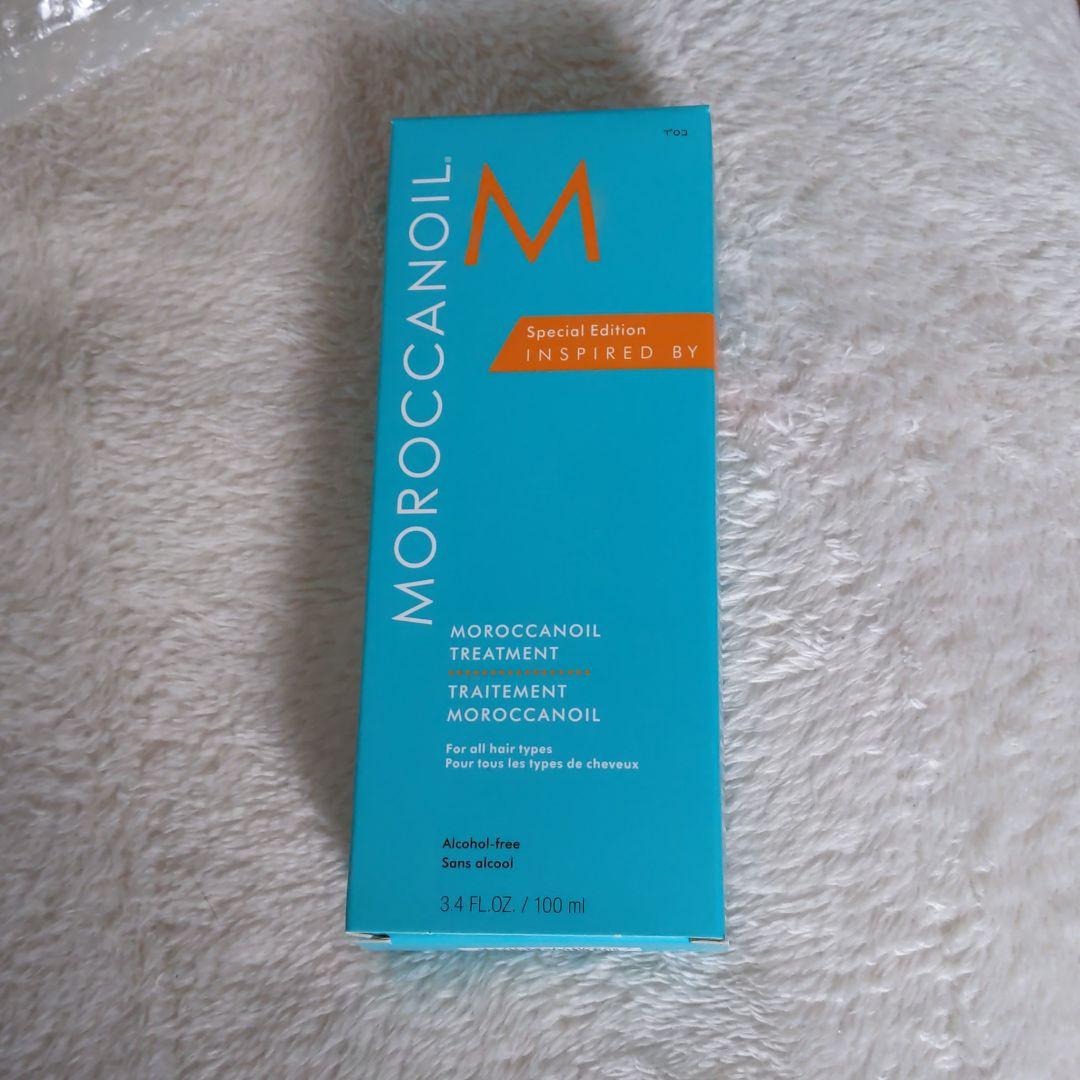 בס"ד
MOROCCANOIL®
M
Special Edition
INSPIRED BY
MOROCCANOIL
TREATMENT
TRAITEMENT
MOROCCANOIL
For all hair types
Pour tous les types de cheveux
Alcohol-free
Sans alcool
3.4 FL.OZ. / 100 ml